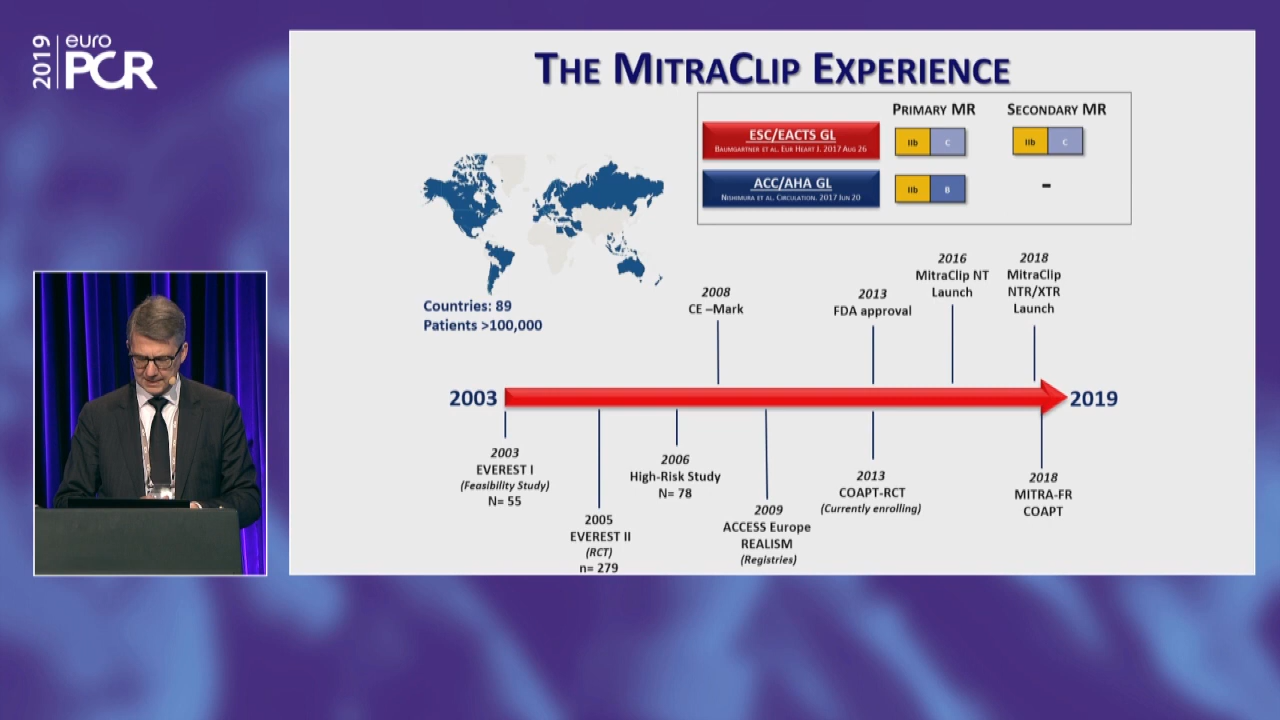 2019
euro
PCR
THE MITRACLIP EXPERIENCE
PRIMARY MR
SECONDARY MR
ESC/EACTS GL
BAUMGARTNER ET AL. EUR HEART J. 2017 AUG 26
IIb C
IIb C
ACC/AHA GL
NISHIMURA ET AL. CIRCULATION. 2017 JUN 20
IIb B
-
Countries: 89
Patients >100,000
2008
CE –Mark
2013
FDA approval
2016
MitraClip NT
Launch
2018
MitraClip
NTR/XTR
Launch
2003
2019
2003
EVEREST I
(Feasibility Study)
N= 55
2005
EVEREST II
(RCT)
n= 279
2006
High-Risk Study
N= 78
2009
ACCESS Europe
REALISM
(Registries)
2013
COAPT-RCT
(Currently enrolling)
2018
MITRA-FR
COAPT